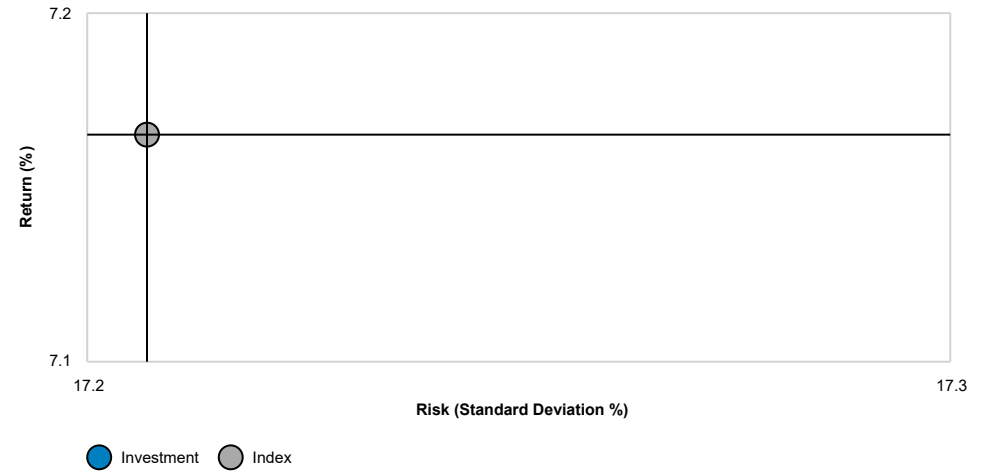 7.2
Return (%)
7.1
17.2 17.3
Risk (Standard Deviation %)
Investment Index